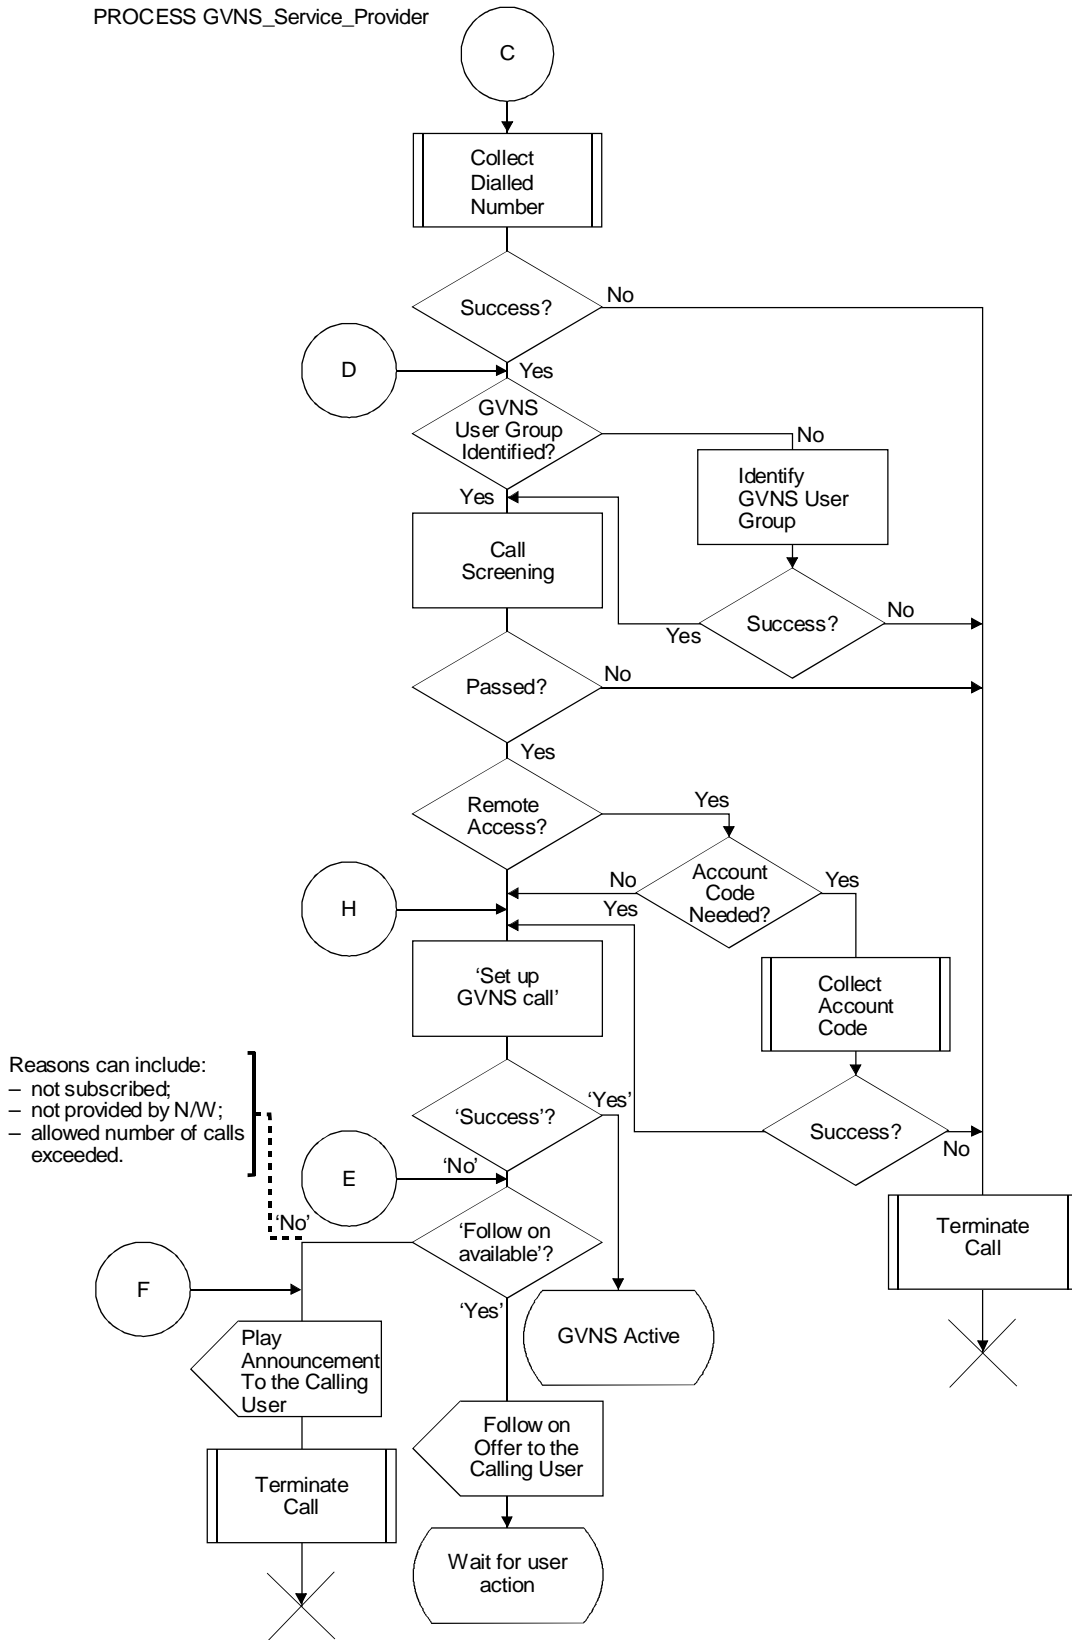 PROCESS GVNS_Service_Provider
C
Collect
Dialled
Number
Success?
No
D
Yes
GVNS
User Group
Identified?
No
Identify
GVNS User
Group
Yes
Call
Screening
Success?
No
Yes
Passed?
No
Yes
Remote
Access?
Yes
Account
Code
Needed?
No
Yes
H
Yes
'Set up
GVNS call'
Collect
Account
Code
Reasons can include:
– not subscribed;
– not provided by N/W;
– allowed number of calls
exceeded.
'Success'?
'Yes'
Success?
No
E
'No'
'No'
'Follow on
available'?
Terminate
Call
F
'Yes'
GVNS Active
Play
Announcement
To the Calling
User
Follow on
Offer to the
Calling User
Terminate
Call
Wait for user
action